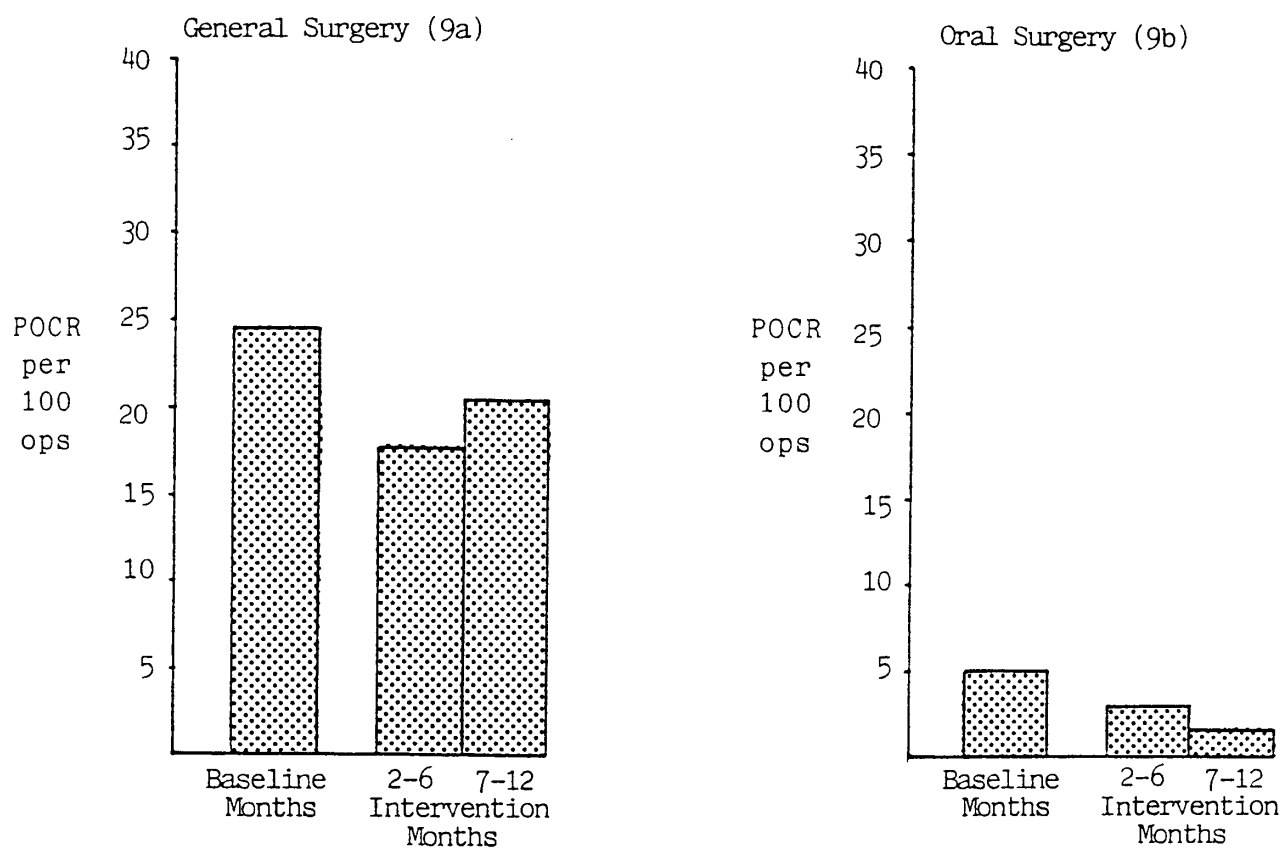 General Surgery (9a)
40
35
30
25
20
15
10
5
POCR
per
100
ops
Baseline
Months
2-6 7-12
Intervention
Months
Oral Surgery (9b)
40
35
30
25
20
15
10
5
POCR
per
100
ops
Baseline
Months
2-6 7-12
Intervention
Months